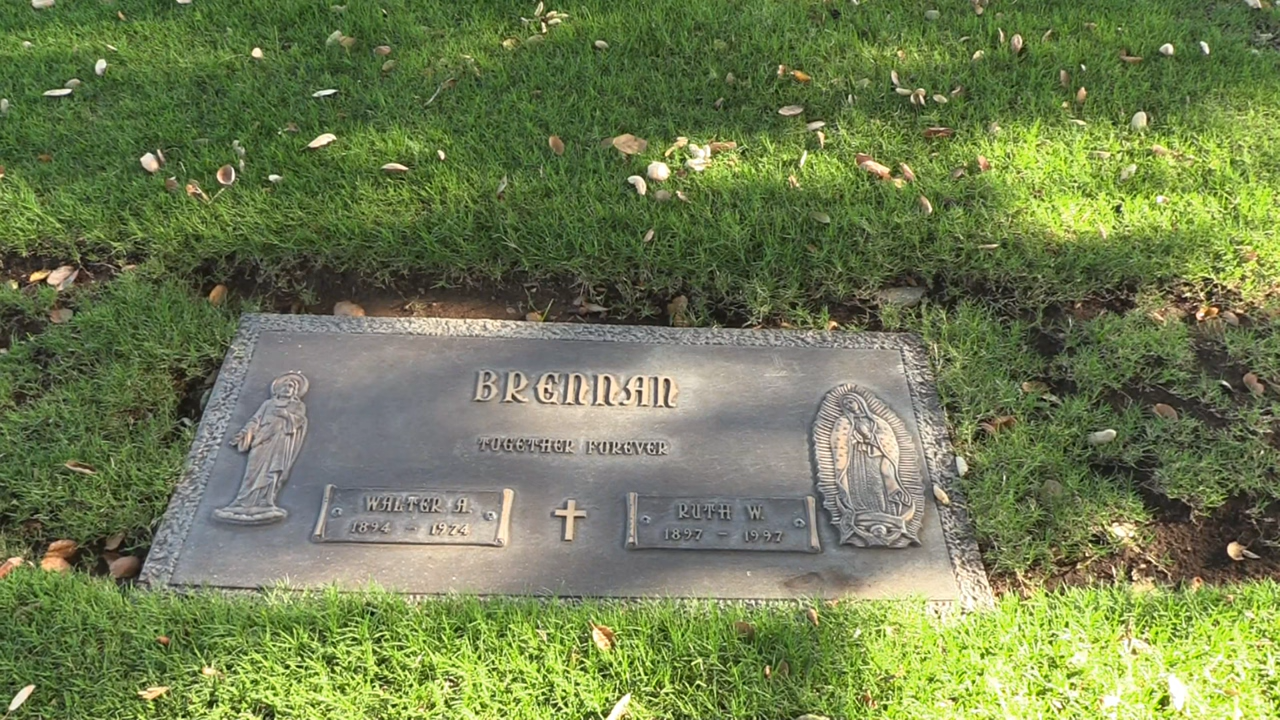 BRENNAN
TOGETHER FOREVER
WALTER A.
1894 - 1974
RUTH W.
1897 - 1997